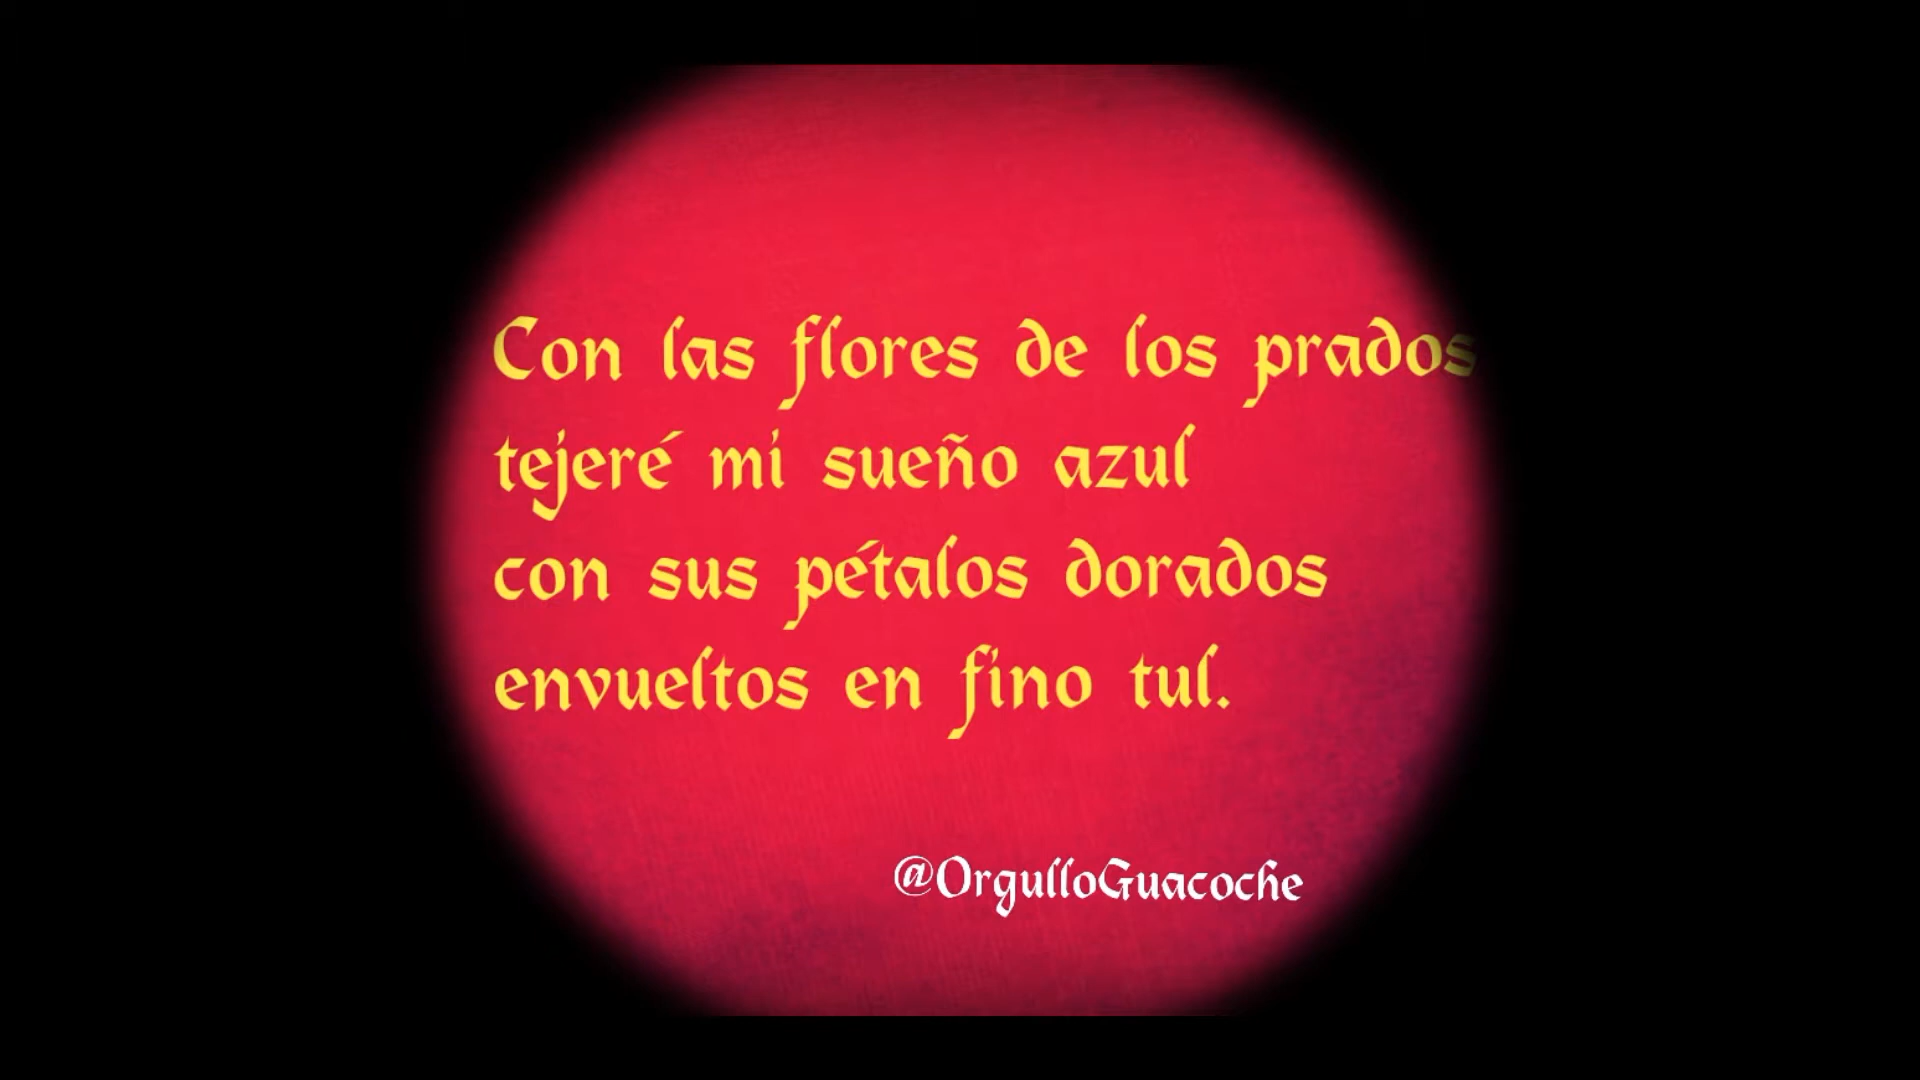 Con las flores de los prados
tejeré mi sueño azul
con sus pétalos dorados
envueltos en fino tul.
@OrgulloGuacoche